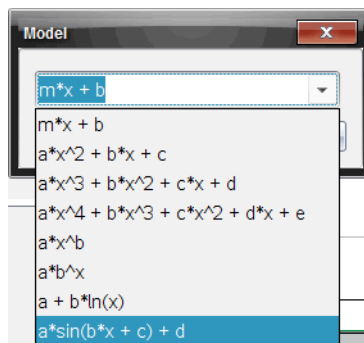 Model
x
m*x + b
m*x + b
a*x^2 + b*x + c
a*x^3 + b*x^2 + c*x + d
a*x^4 + b*x^3 + c*x^2 + d*x + e
a*x^b
a*b^x
a + b*ln(x)
a*sin(b*x + c) + d